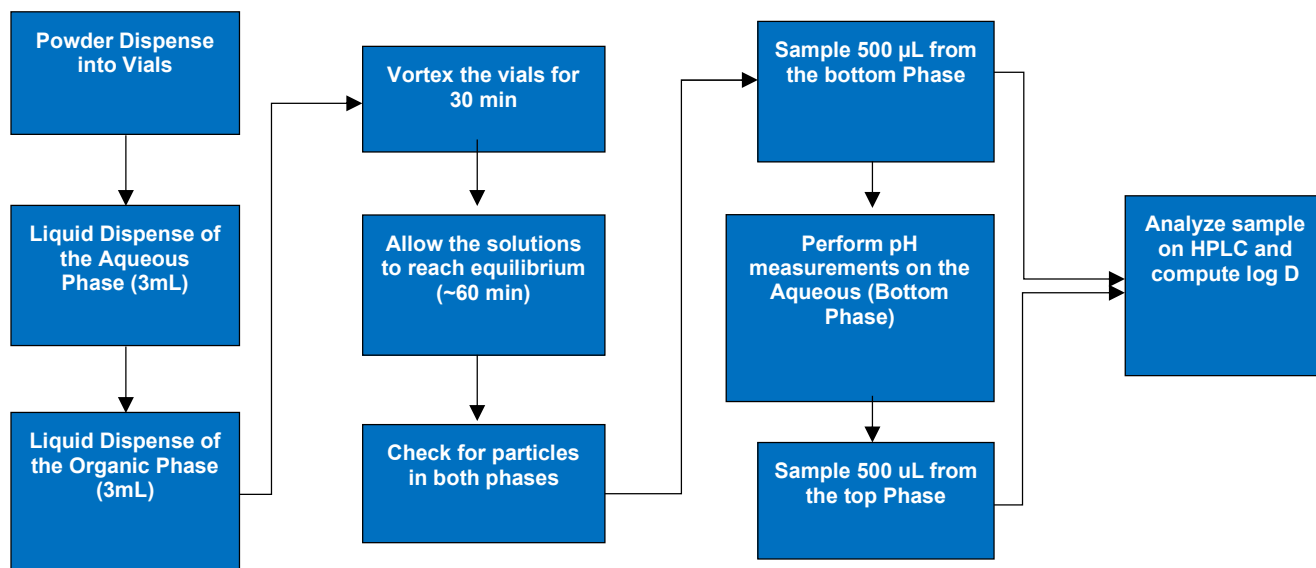 Powder Dispense
into Vials
Liquid Dispense of
the Aqueous
Phase (3mL)
Liquid Dispense of
the Organic Phase
(3mL)
Vortex the vials for
30 min
Allow the solutions
to reach equilibrium
(~60 min)
Check for particles
in both phases
Sample 500 µL from
the bottom Phase
Perform pH
measurements on the
Aqueous (Bottom
Phase)
Sample 500 uL from
the top Phase
Analyze sample
on HPLC and
compute log D